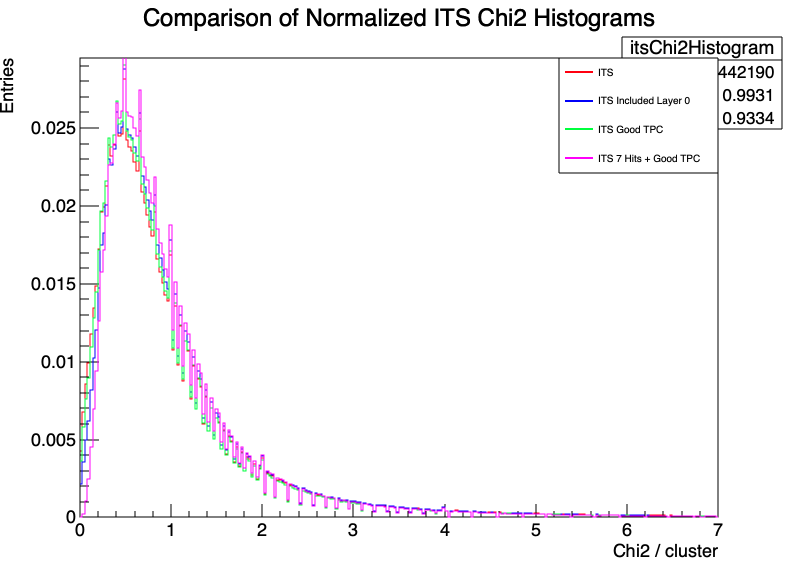 Comparison of Normalized ITS Chi2 Histograms
itsChi2Histogram
442190
0.9931
0.9334
ITS
ITS Included Layer 0
ITS Good TPC
ITS 7 Hits + Good TPC
Entries
0.025
0.02
0.015
0.01
0.005
0
0 1 2 3 4 5 6 7
Chi2 / cluster